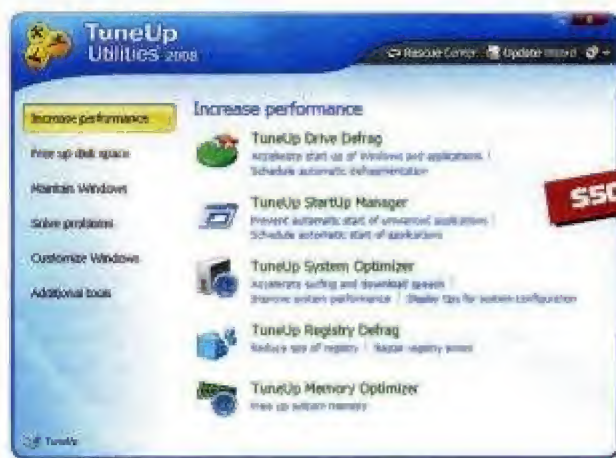 TuneUp
Utilities 2008
Rescue Center Update Wizard
Increase performance
Free up disk space
Maintain Windows
Solve problems
Customize Windows
Additional tools
Increase performance
TuneUp Drive Defrag
Accelerate start up of Windows and applications |
Schedule automatic defragmentation
TuneUp StartUp Manager
Prevent automatic start of unwanted applications |
Schedule automatic start of applications
TuneUp System Optimizer
Accelerate surfing and download speeds |
Improve system performance | Display tips for system configuration
TuneUp Registry Defrag
Reduce size of registry | Repair registry errors
TuneUp Memory Optimizer
Free up system memory
$50
TuneUp